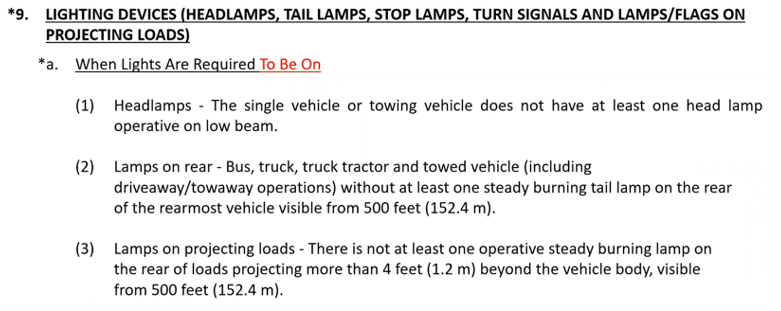 *9. LIGHTING DEVICES (HEADLAMPS, TAIL LAMPS, STOP LAMPS, TURN SIGNALS AND LAMPS/FLAGS ON
PROJECTING LOADS)
*a. When Lights Are Required To Be On
(1) Headlamps - The single vehicle or towing vehicle does not have at least one head lamp
operative on low beam.
(2) Lamps on rear - Bus, truck, truck tractor and towed vehicle (including
driveaway/towaway operations) without at least one steady burning tail lamp on the rear
of the rearmost vehicle visible from 500 feet (152.4 m).
(3) Lamps on projecting loads - There is not at least one operative steady burning lamp on
the rear of loads projecting more than 4 feet (1.2 m) beyond the vehicle body, visible
from 500 feet (152.4 m).